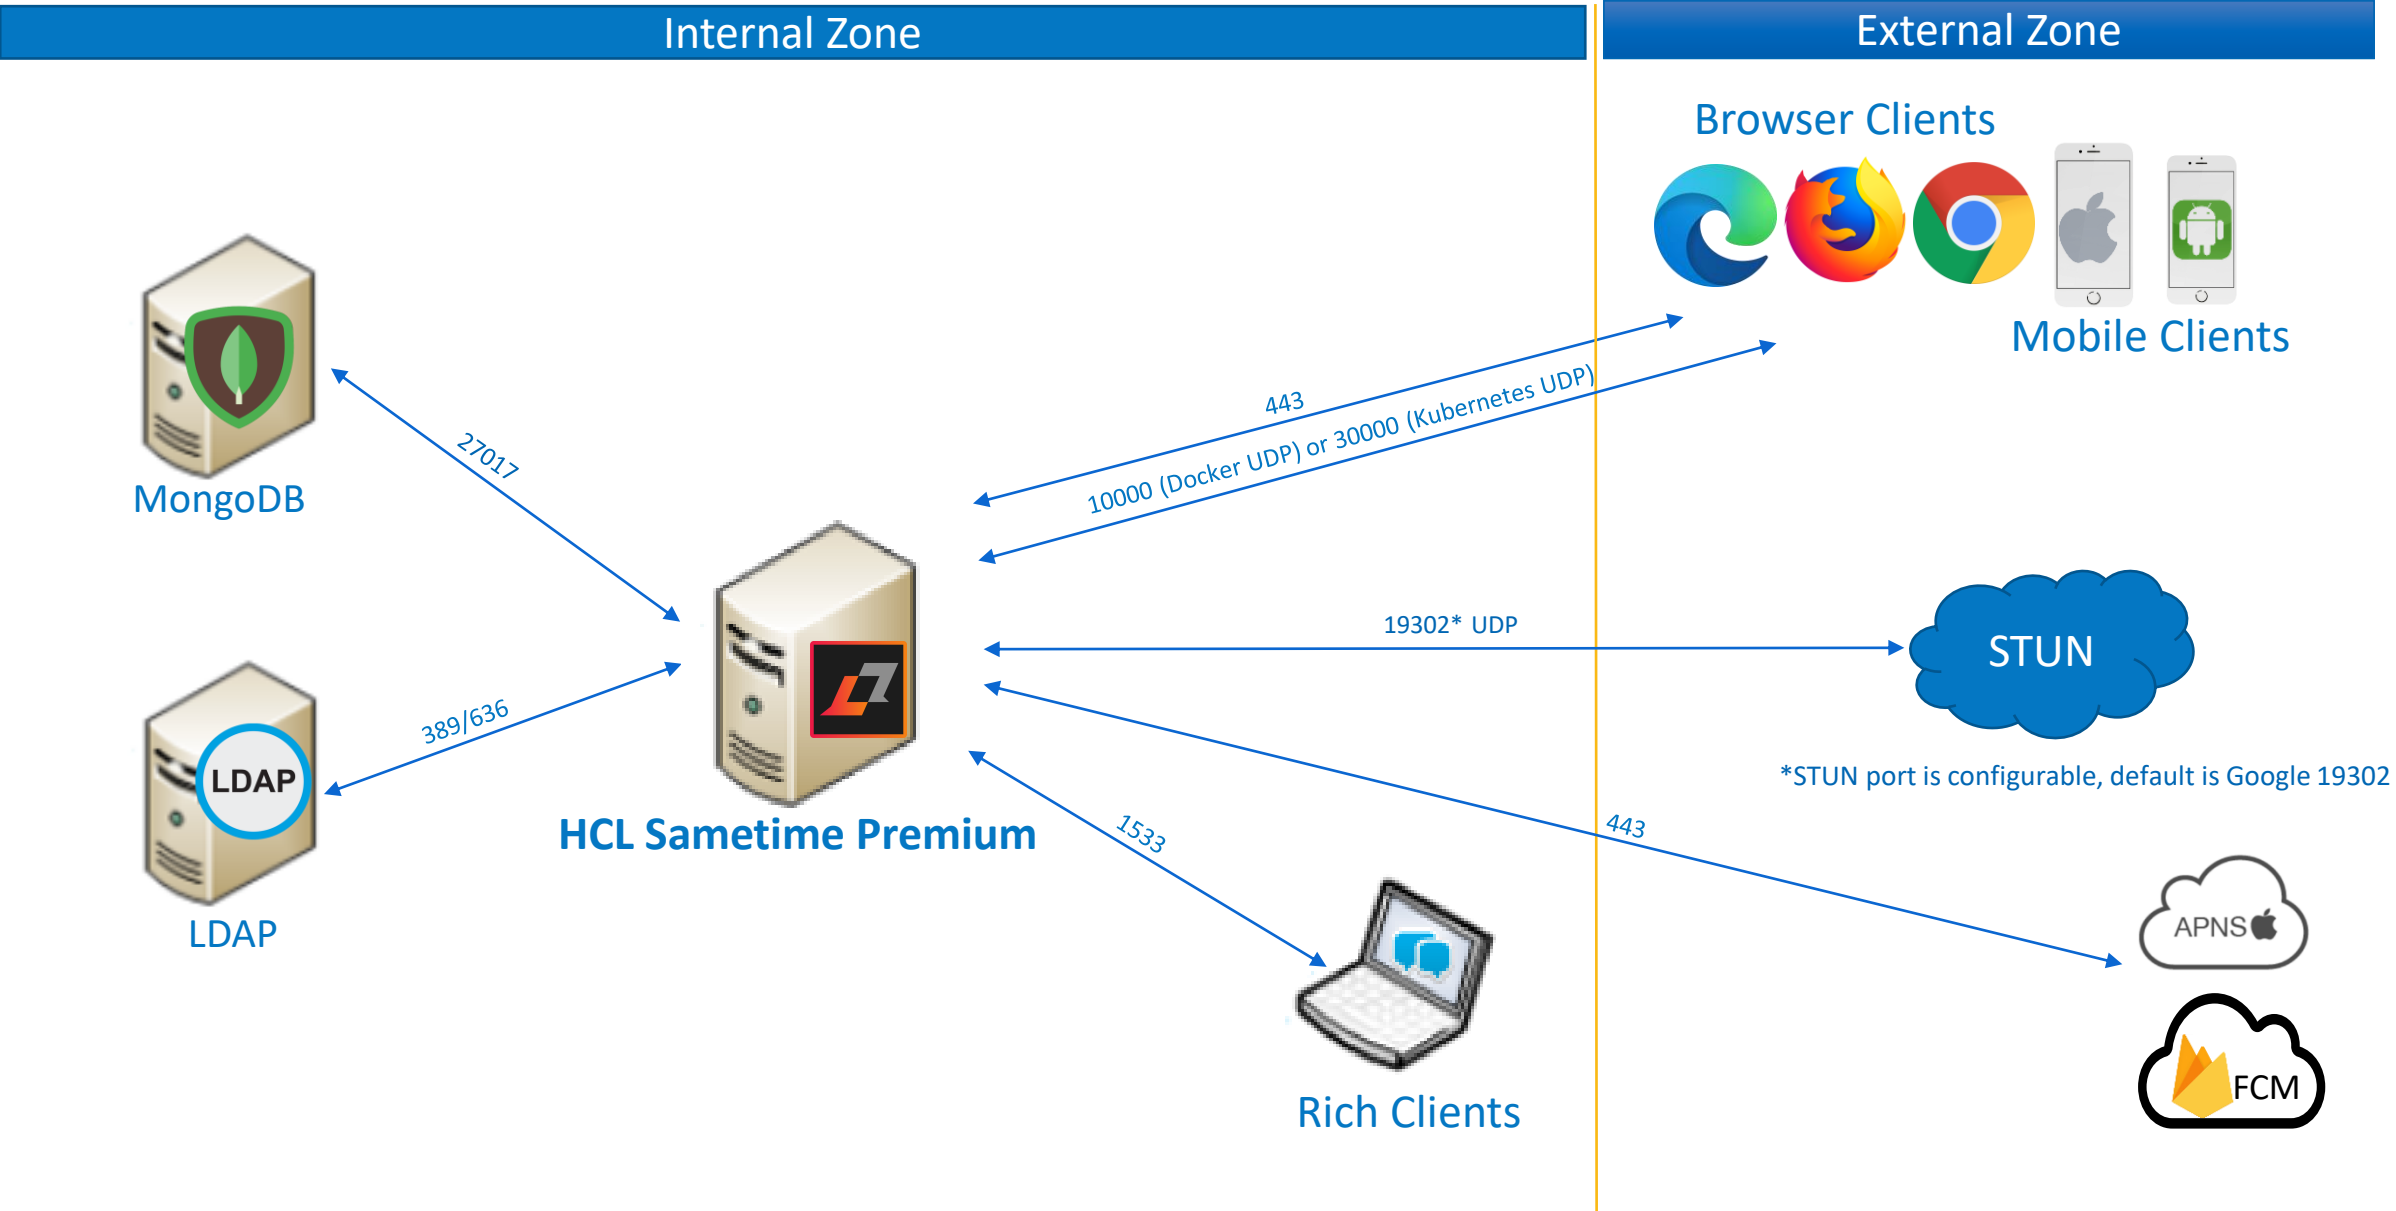 Internal Zone
External Zone
Browser Clients
Mobile Clients
443
10000 (Docker UDP) or 30000 (Kubernetes UDP)
27017
MongoDB
19302* UDP
STUN
*STUN port is configurable, default is Google 19302
389/636
LDAP
LDAP
HCL Sametime Premium
1533
443
APNS
FCM
Rich Clients